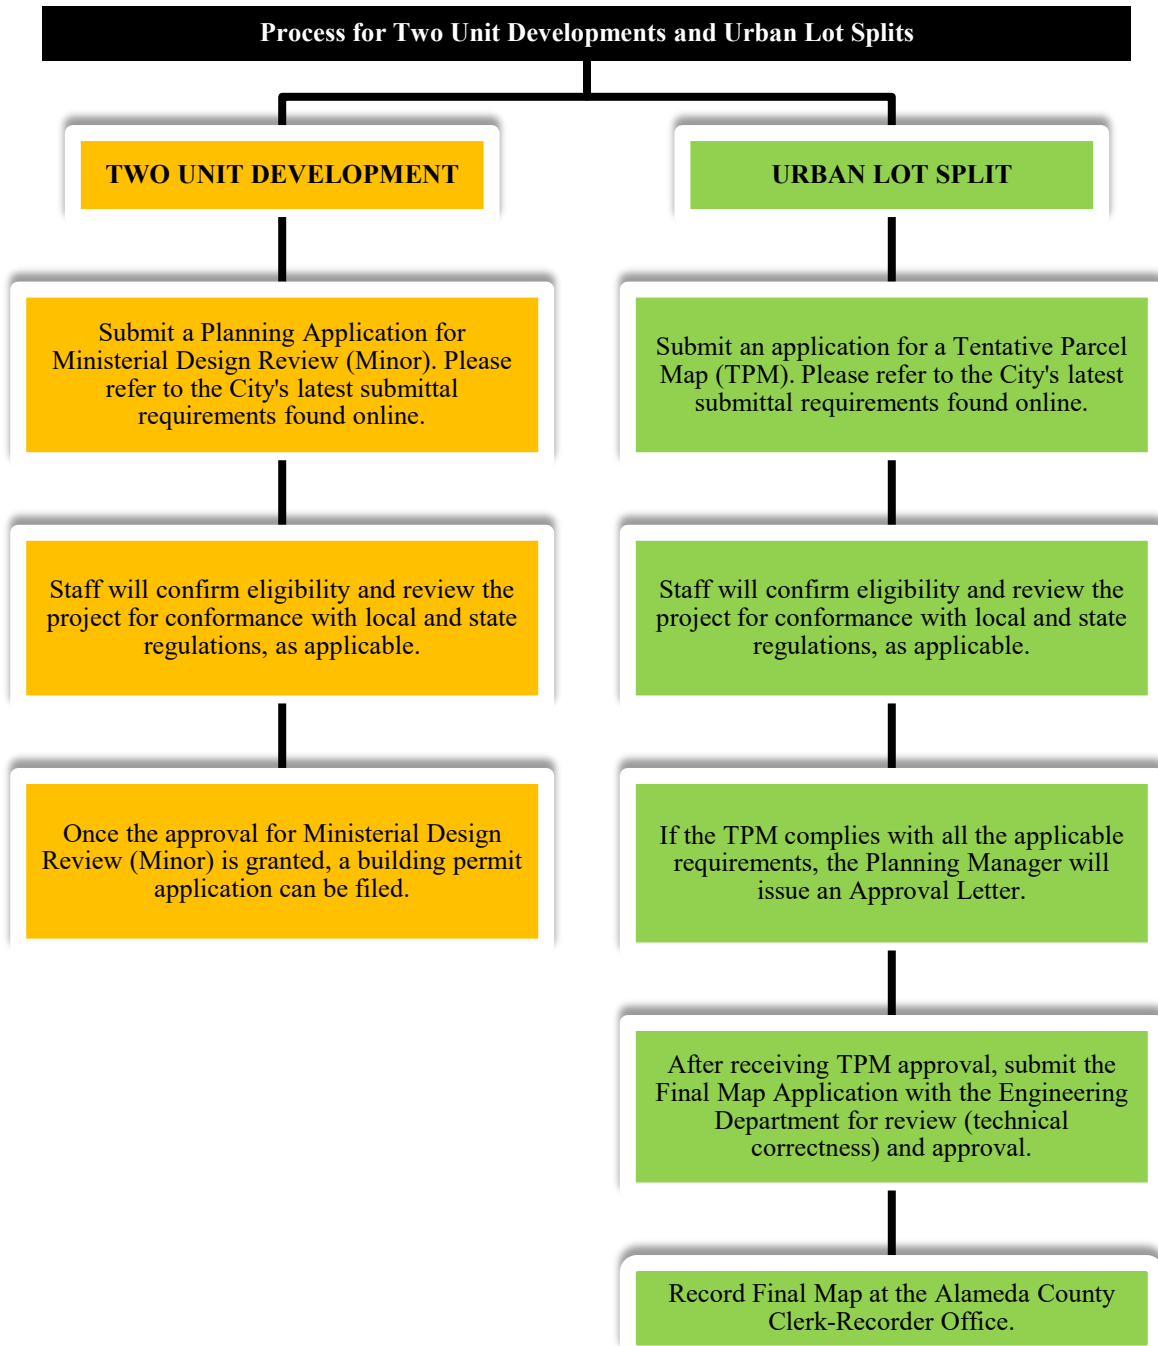 Process for Two Unit Developments and Urban Lot Splits
TWO UNIT DEVELOPMENT
Submit a Planning Application for
Ministerial Design Review (Minor). Please
refer to the City's latest submittal
requirements found online.
Staff will confirm eligibility and review the
project for conformance with local and state
regulations, as applicable.
Once the approval for Ministerial Design
Review (Minor) is granted, a building permit
application can be filed.
URBAN LOT SPLIT
Submit an application for a Tentative Parcel
Map (TPM). Please refer to the City's latest
submittal requirements found online.
Staff will confirm eligibility and review the
project for conformance with local and state
regulations, as applicable.
If the TPM complies with all the applicable
requirements, the Planning Manager will
issue an Approval Letter.
After receiving TPM approval, submit the
Final Map Application with the Engineering
Department for review (technical
correctness) and approval.
Record Final Map at the Alameda County
Clerk-Recorder Office.